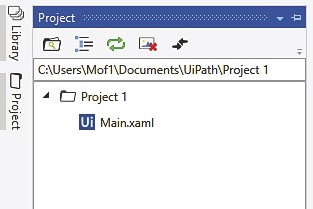 Project
Library
Project
C:\Users\Mof1\Documents\UiPath\Project 1
Project 1
Ui Main.xaml